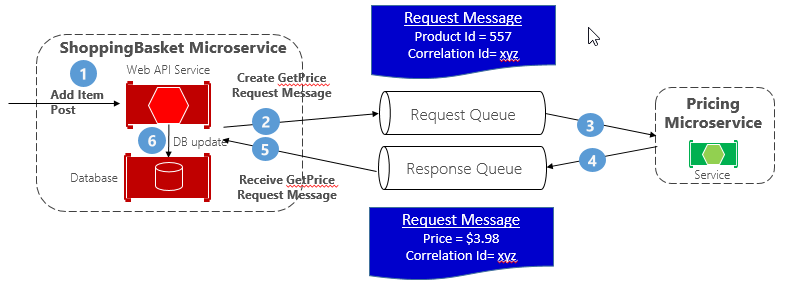 Request Message
Product Id = 557
Correlation Id= xyz
ShoppingBasket Microservice
1
Web API Service
Add Item
Post
Create GetPrice
Request Message
2
Request Queue
3
Pricing
Microservice
Service
6
DB update
5
4
Response Queue
Database
Receive GetPrice
Request Message
Request Message
Price = $3.98
Correlation Id= xyz